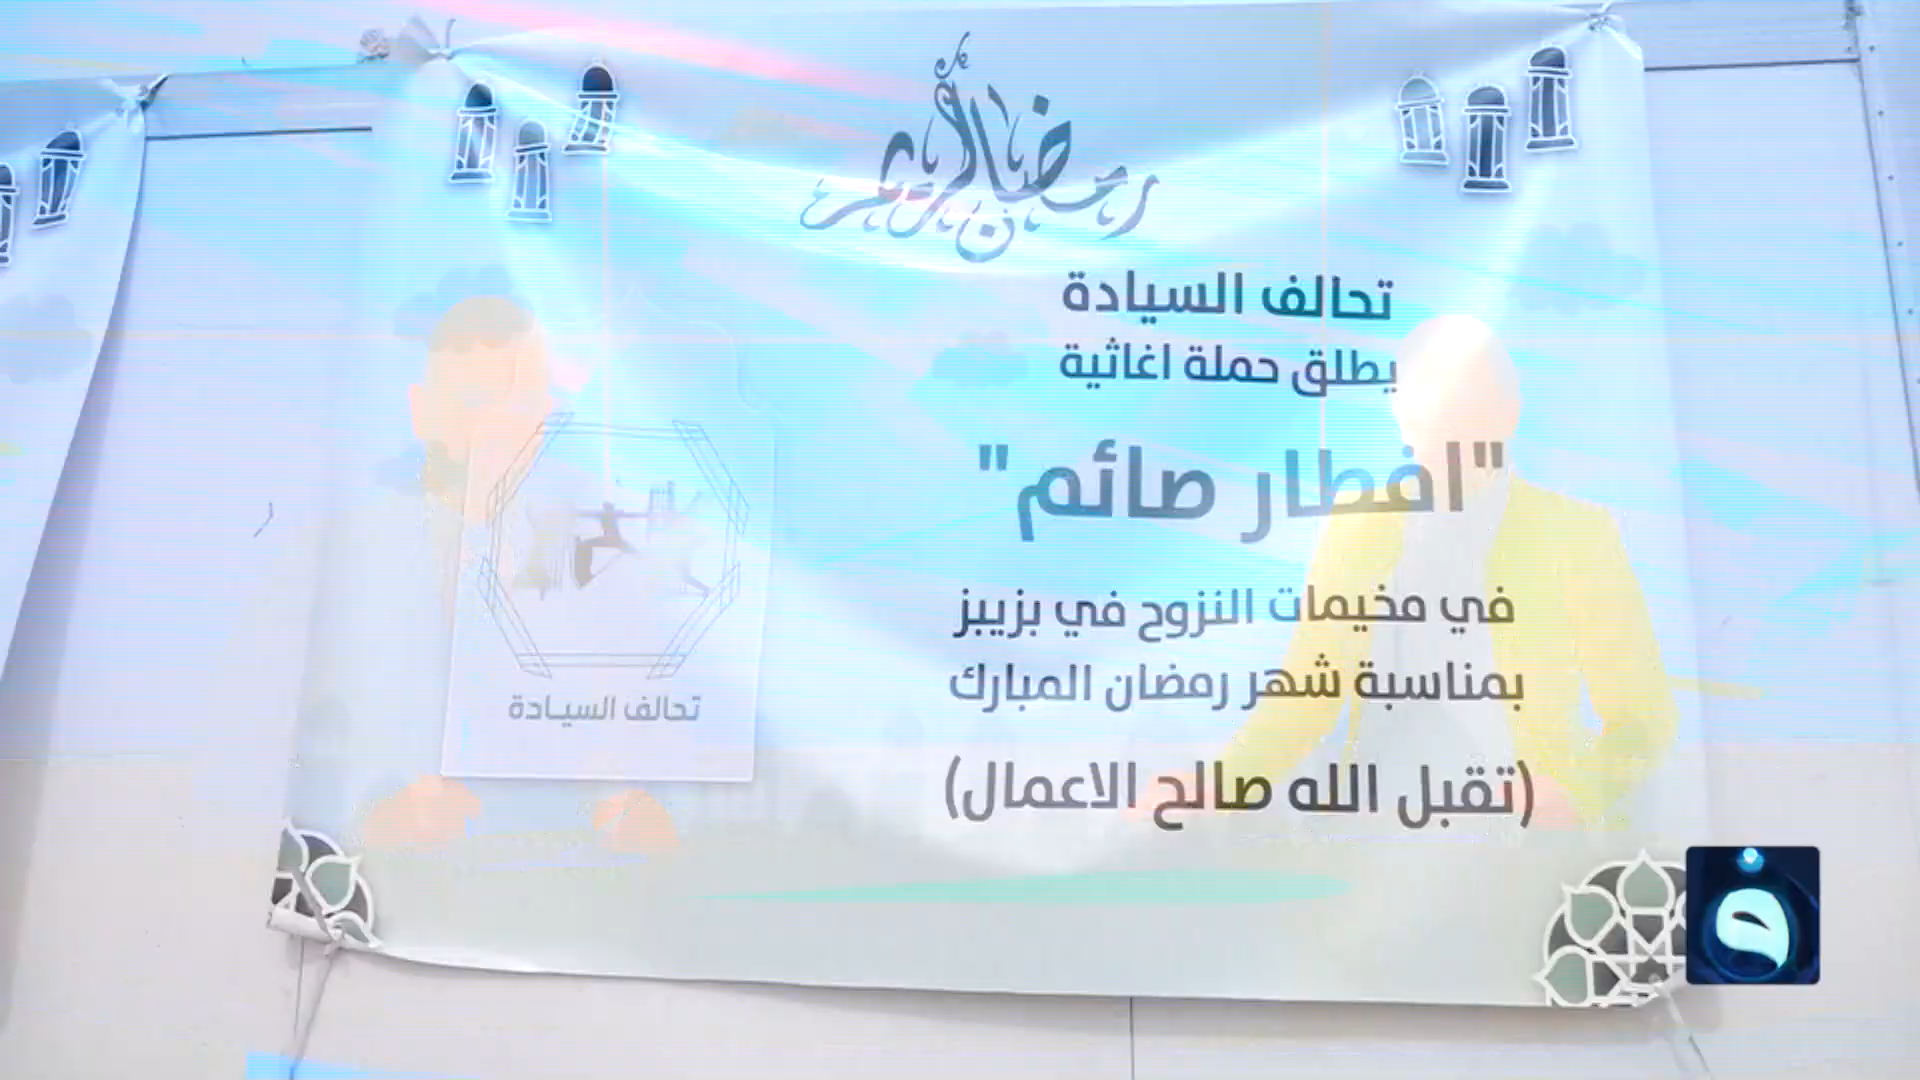 رمضان كريم
تحالف السيادة
يطلق حملة اغاثية
"افطار صائم"
في مخيمات النزوح في بزيبز
بمناسبة شهر رمضان المبارك
(تقبل الله صالح الاعمال)
تحالف السيادة